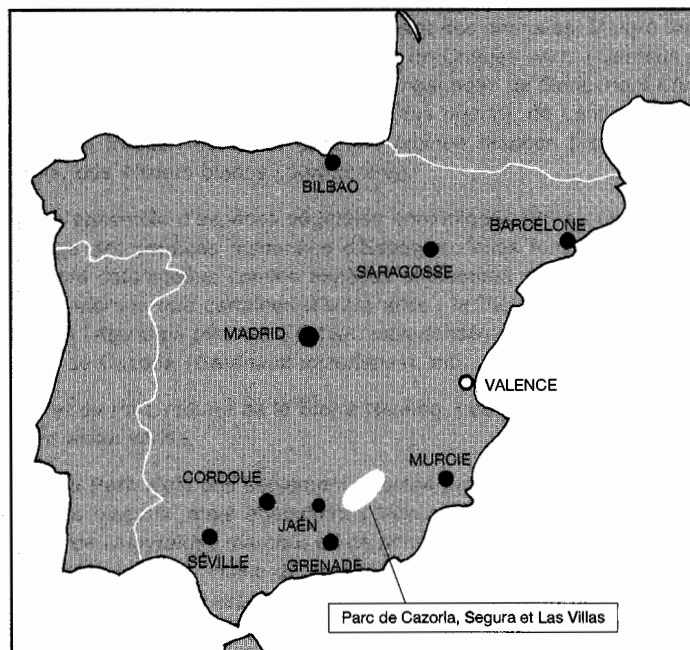 BILBAO
BARCELONE
SARAGOSSE
MADRID
VALENCE
MURCIE
CORDOUE
JAÉN
SÉVILLE
GRENADE
Parc de Cazorla, Segura et Las Villas